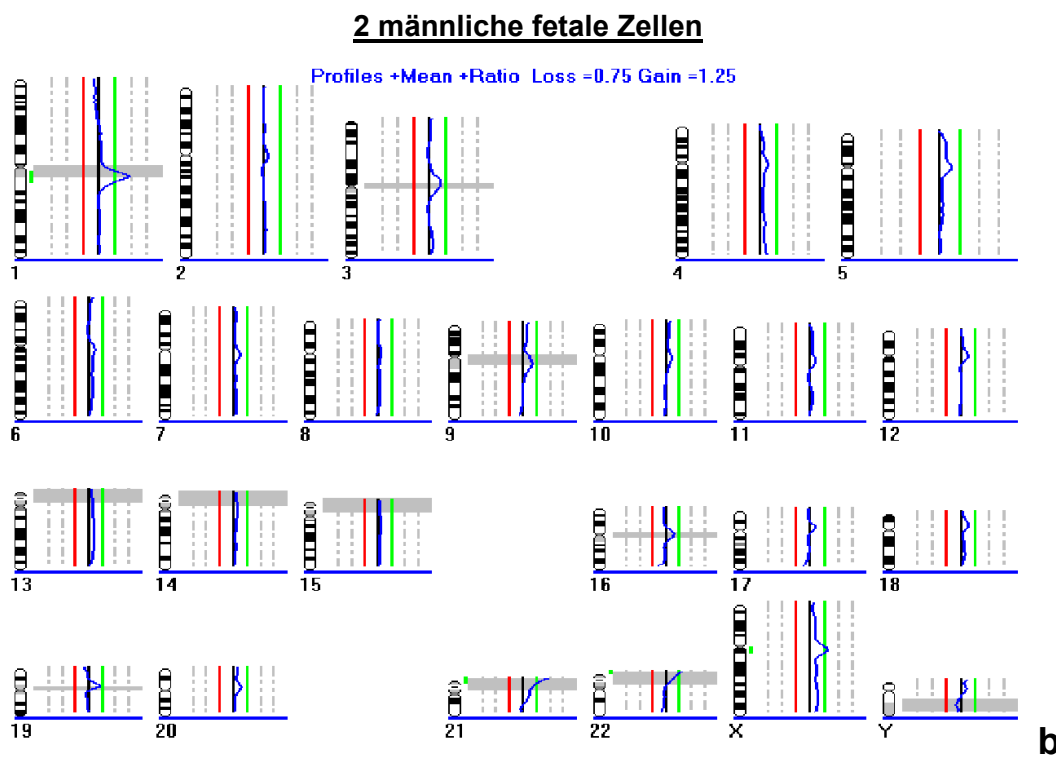 2 männliche fetale Zellen
Profiles +Mean +Ratio Loss =0.75 Gain =1.25
1 2 3 4 5
6 7 8 9 10 11 12
13 14 15 16 17 18
19 20 21 22 X Y
b